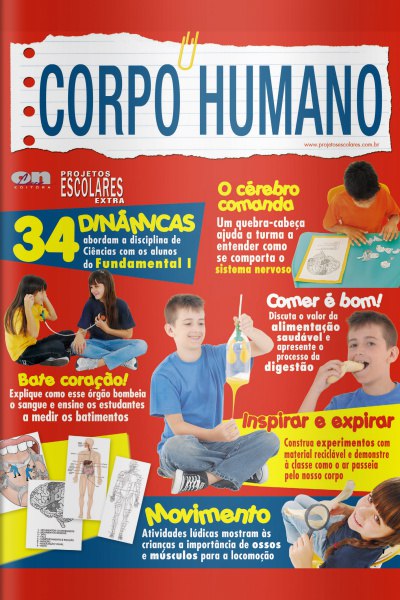 CORPO HUMANO
www.projetosescolares.com.br
on
EDITORA
PROJETOS
ESCOLARES
EXTRA
O cérebro
comanda
Um quebra-cabeça
ajuda a turma a
entender como
se comporta o
sistema nervoso
34 DINÂMICAS
abordam a disciplina de
Ciências com os alunos
do Fundamental I
Comer é bom!
Discuta o valor da
alimentação
saudável e
apresente o
processo da
digestão
Bate coração!
Explique como esse órgão bombeia
o sangue e ensine os estudantes
a medir os batimentos
Inspirar e expirar
Construa experimentos com
material reciclável e demonstre
à classe como o ar passeia
pelo nosso corpo
Movimento
Atividades lúdicas mostram às
crianças a importância de ossos
e músculos para a locomoção